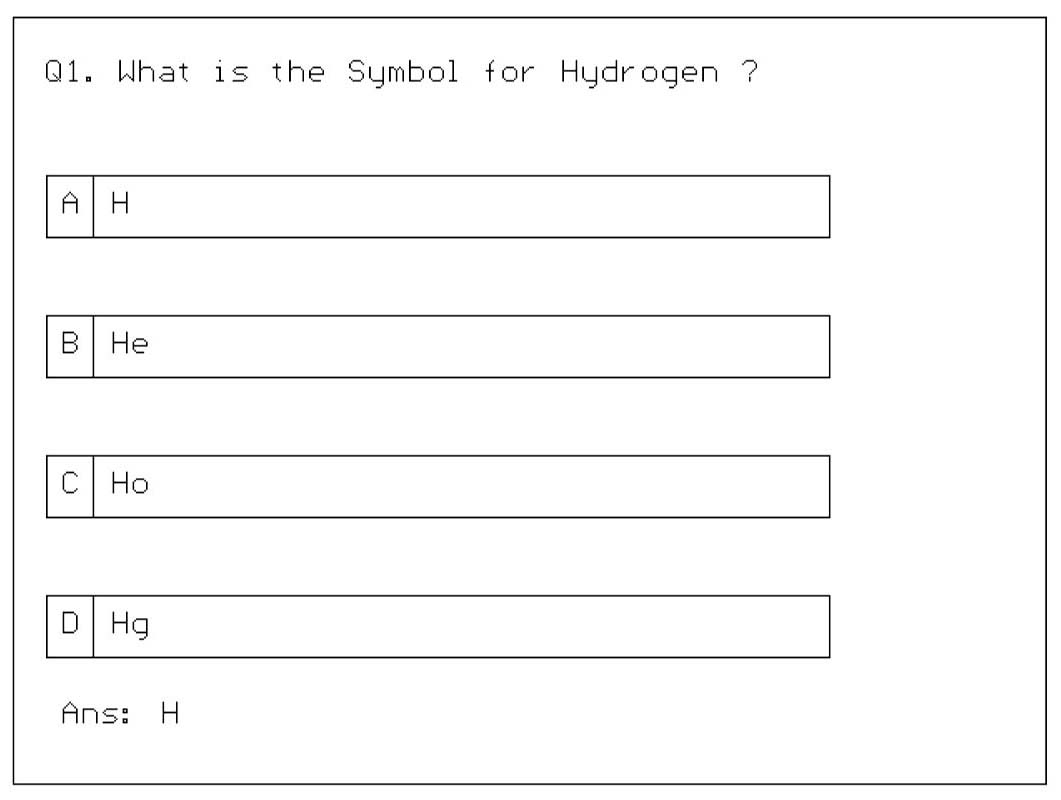 Q1. What is the Symbol for Hydrogen ?
A H
B He
C Ho
D Hg
Ans: H